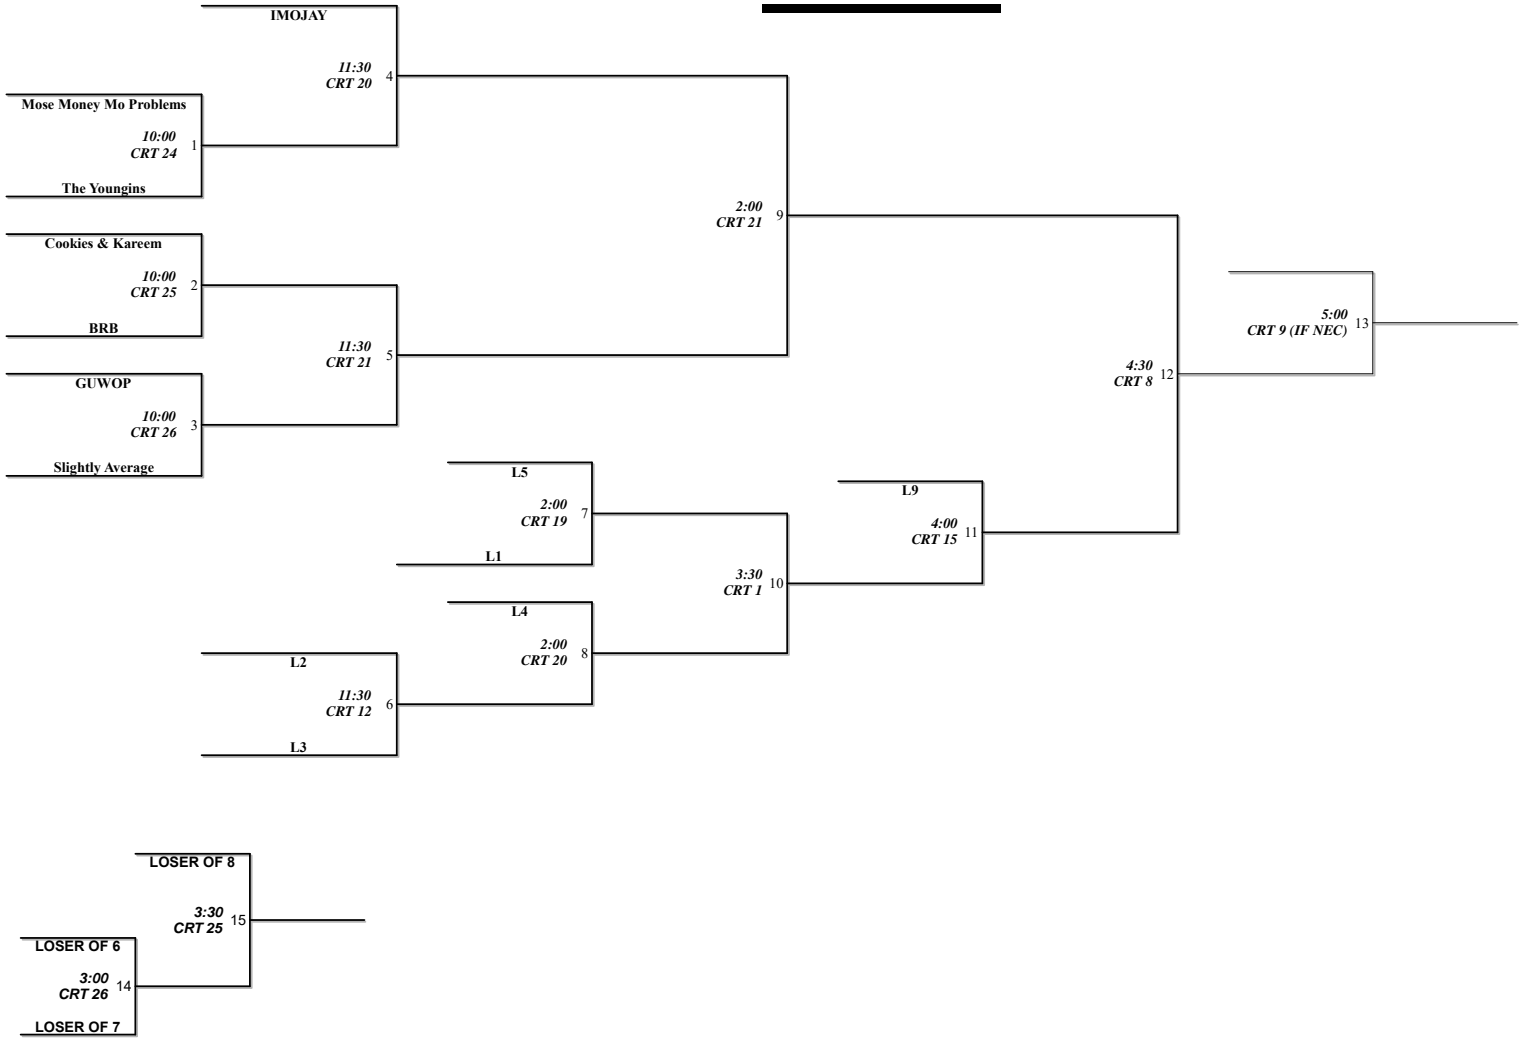 IMOJAY
11:30
CRT 20
4
Mose Money Mo Problems
10:00
CRT 24
1
The Youngins
Cookies & Kareem
10:00
CRT 25
2
BRB
11:30
CRT 21
5
GUWOP
10:00
CRT 26
3
Slightly Average
2:00
CRT 21
9
5:00
CRT 9 (IF NEC)
13
4:30
CRT 8
12
L5
2:00
CRT 19
7
L1
L9
4:00
CRT 15
11
3:30
CRT 1
10
L4
2:00
CRT 20
8
L2
11:30
CRT 12
6
L3
LOSER OF 8
3:30
CRT 25
15
LOSER OF 6
3:00
CRT 26
14
LOSER OF 7